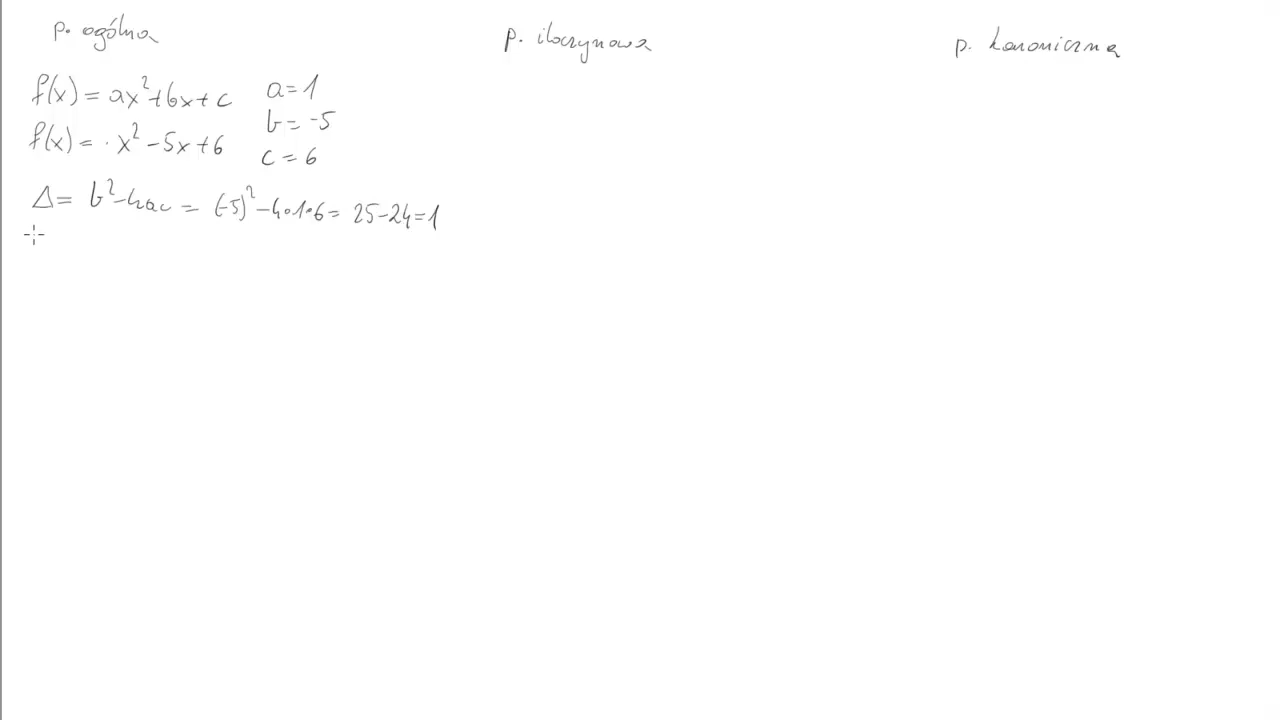 p. ogólna
p. iloczynowa
p. kanoniczna
f(x) = ax²+bx+c
a=1
b=-5
f(x) = x²-5x+6
c=6
Δ= b²-4ac = (-5)²-4·1·6= 25-24=1